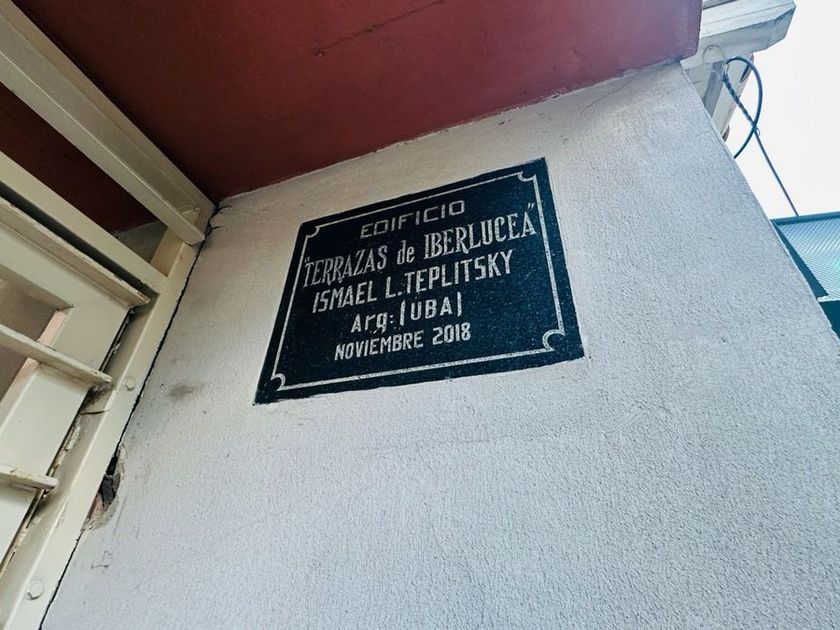 EDIFICIO
"TERRAZAS de IBERLUCEA"
ISMAEL L. TEPLITSKY
Arq: (UBA)
NOVIEMBRE 2018